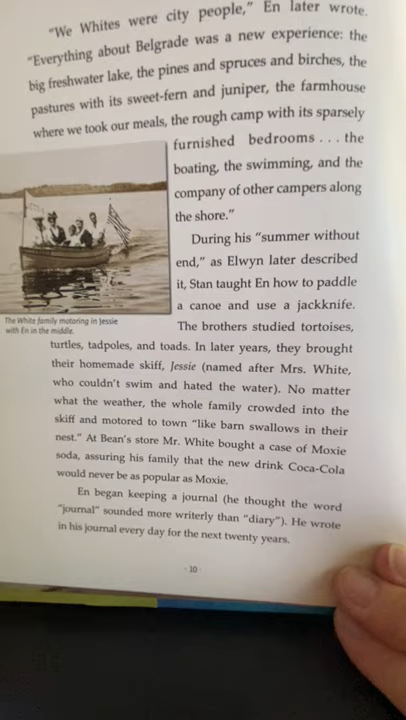 "We Whites were city people," En later wrote.
"Everything about Belgrade was a new experience: the
big freshwater lake, the pines and spruces and birches, the
pastures with its sweet-fern and juniper, the farmhouse
where we took our meals, the rough camp with its sparsely
furnished bedrooms . . . the
boating, the swimming, and the
company of other campers along
the shore."
During his "summer without
end," as Elwyn later described
it, Stan taught En how to paddle
a canoe and use a jackknife.
The brothers studied tortoises,
The White family motoring in Jessie
with En in the middle.
turtles, tadpoles, and toads. In later years, they brought
their homemade skiff, Jessie (named after Mrs. White,
who couldn't swim and hated the water). No matter
what the weather, the whole family crowded into the
skiff and motored to town "like barn swallows in their
nest." At Bean's store Mr. White bought a case of Moxie
soda, assuring his family that the new drink Coca-Cola
would never be as popular as Moxie.
En began keeping a journal (he thought the word
"journal" sounded more writerly than "diary"). He wrote
in his journal every day for the next twenty years.
· 10 ·